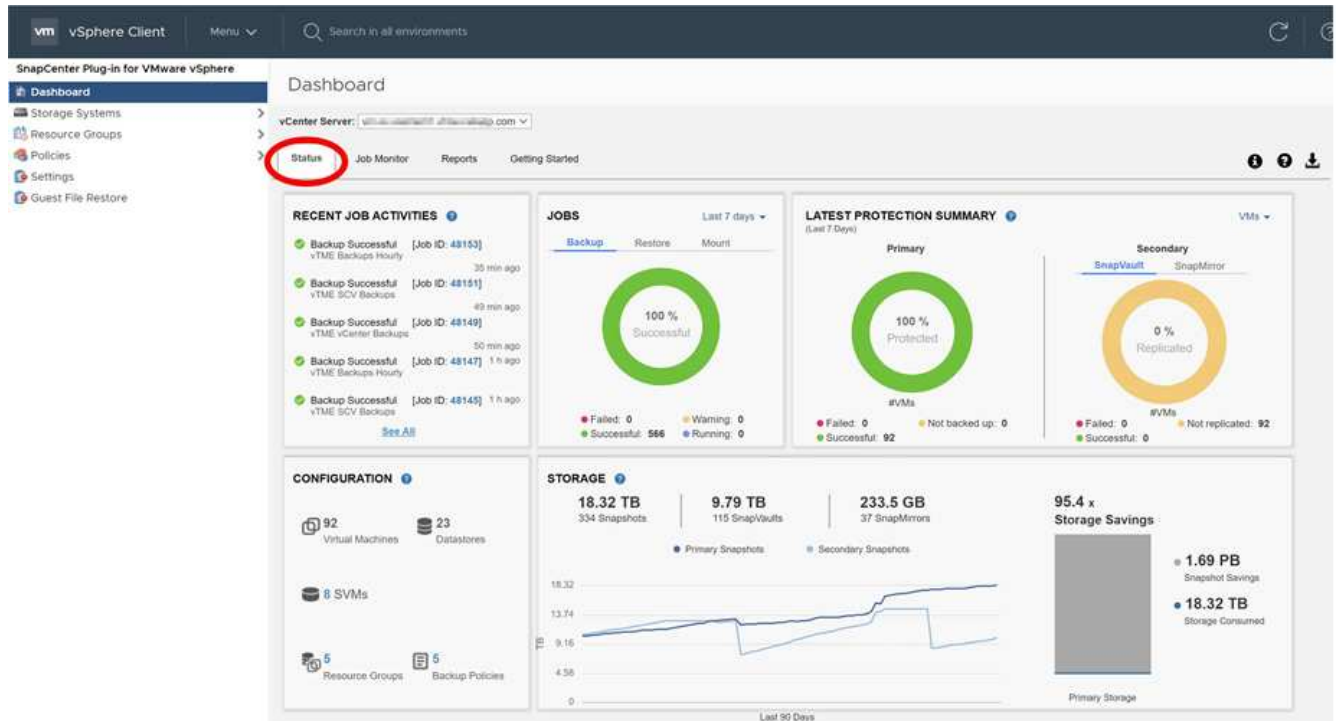 vm vSphere Client Menu Search in all environments
SnapCenter Plug-in for VMware vSphere
Dashboard
Storage Systems
Resource Groups
Policies
Settings
Guest File Restore
Dashboard
vCenter Server: .com
Status Job Monitor Reports Getting Started
RECENT JOB ACTIVITIES
Backup Successful [Job ID: 48153]
vTME Backups Hourly
35 min ago
Backup Successful [Job ID: 48151]
vTME SCV Backups
49 min ago
Backup Successful [Job ID: 48149]
vTME vCenter Backups
50 min ago
Backup Successful [Job ID: 48147] 1 h ago
vTME Backups Hourly
Backup Successful [Job ID: 48145] 1 h ago
vTME SCV Backups
See All
JOBS Last 7 days
Backup Restore Mount
100 %
Successful
Failed: 0 Warning: 0
Successful: 566 Running: 0
LATEST PROTECTION SUMMARY VMs
(Last 7 Days)
Primary
100 %
Protected
#VMs
Failed: 0 Not backed up: 0
Successful: 92
Secondary
SnapVault SnapMirror
0 %
Replicated
#VMs
Failed: 0 Not replicated: 92
Successful: 0
CONFIGURATION
92
Virtual Machines
23
Datastores
8 SVMs
5
Resource Groups
5
Backup Policies
STORAGE
18.32 TB
334 Snapshots
9.79 TB
115 SnapVaults
233.5 GB
37 SnapMirrors
Primary Snapshots Secondary Snapshots
18.32
13.74
9.16
4.58
0
TB
Last 90 Days
95.4 x
Storage Savings
1.69 PB
Snapshot Savings
18.32 TB
Storage Consumed
Primary Storage